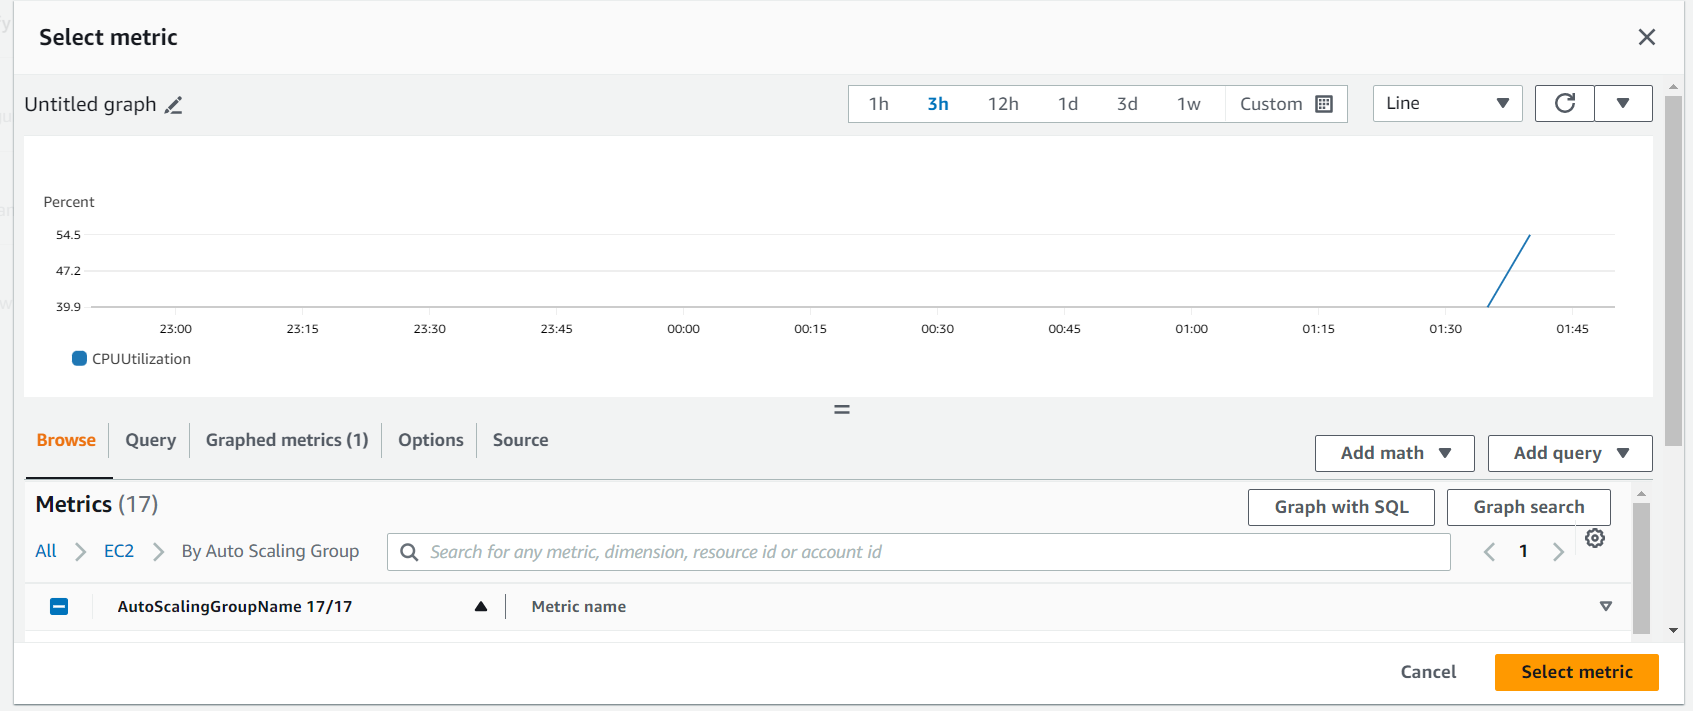 Select metric
Untitled graph
1h 3h 12h 1d 3d 1w Custom
Line
Percent
54.5
47.2
39.9
23:00 23:15 23:30 23:45 00:00 00:15 00:30 00:45 01:00 01:15 01:30 01:45
CPUUtilization
Browse Query Graphed metrics (1) Options Source
Add math Add query
Metrics (17)
Graph with SQL Graph search
All EC2 By Auto Scaling Group
Search for any metric, dimension, resource id or account id
1
AutoScalingGroupName 17/17 Metric name
Cancel Select metric